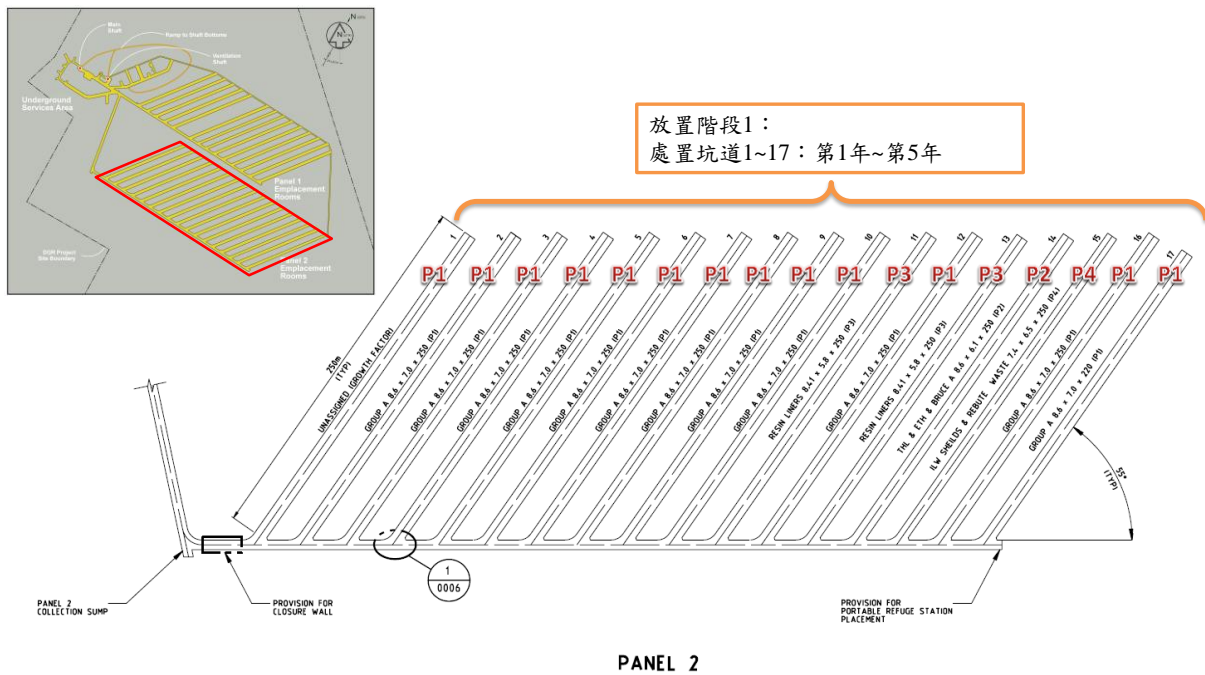 Main
Shaft
Ramp to Shaft Bottoms
Ventilation
Shaft
N
N
Underground
Services Area
Panel 1
Emplacement
Rooms
DGR Project
Site Boundary
Panel 2
Emplacement
Rooms
放置階段1：
處置坑道1~17：第1年~第5年
1 2 3 4 5 6 7 8 9 10 11 12 13 14 15 16 17
P1 P1 P1 P1 P1 P1 P1 P1 P1 P1 P3 P1 P3 P2 P4 P1 P1
250m
(TYP)
UNASSIGNED (GROWTH FACTOR)
GROUP A 8.6 x 7.0 x 250 (P1)
GROUP A 8.6 x 7.0 x 250 (P1)
GROUP A 8.6 x 7.0 x 250 (P1)
GROUP A 8.6 x 7.0 x 250 (P1)
GROUP A 8.6 x 7.0 x 250 (P1)
GROUP A 8.6 x 7.0 x 250 (P1)
GROUP A 8.6 x 7.0 x 250 (P1)
GROUP A 8.6 x 7.0 x 250 (P1)
GROUP A 8.6 x 7.0 x 250 (P1)
RESIN LINERS 8.41 x 5.8 x 250 (P3)
GROUP A 8.6 x 7.0 x 250 (P1)
RESIN LINERS 8.41 x 5.8 x 250 (P3)
THL & ETH & BRUCE A 8.6 x 6.1 x 250 (P2)
ILW SHEILDS & REBUTE WASTE 7.4 x 6.5 x 250 (P4)
GROUP A 8.6 x 7.0 x 250 (P1)
GROUP A 8.6 x 7.0 x 220 (P1)
55°
(TYP)
1
0006
PANEL 2
COLLECTION SUMP
PROVISION FOR
CLOSURE WALL
PROVISION FOR
PORTABLE REFUGE STATION
PLACEMENT
PANEL 2